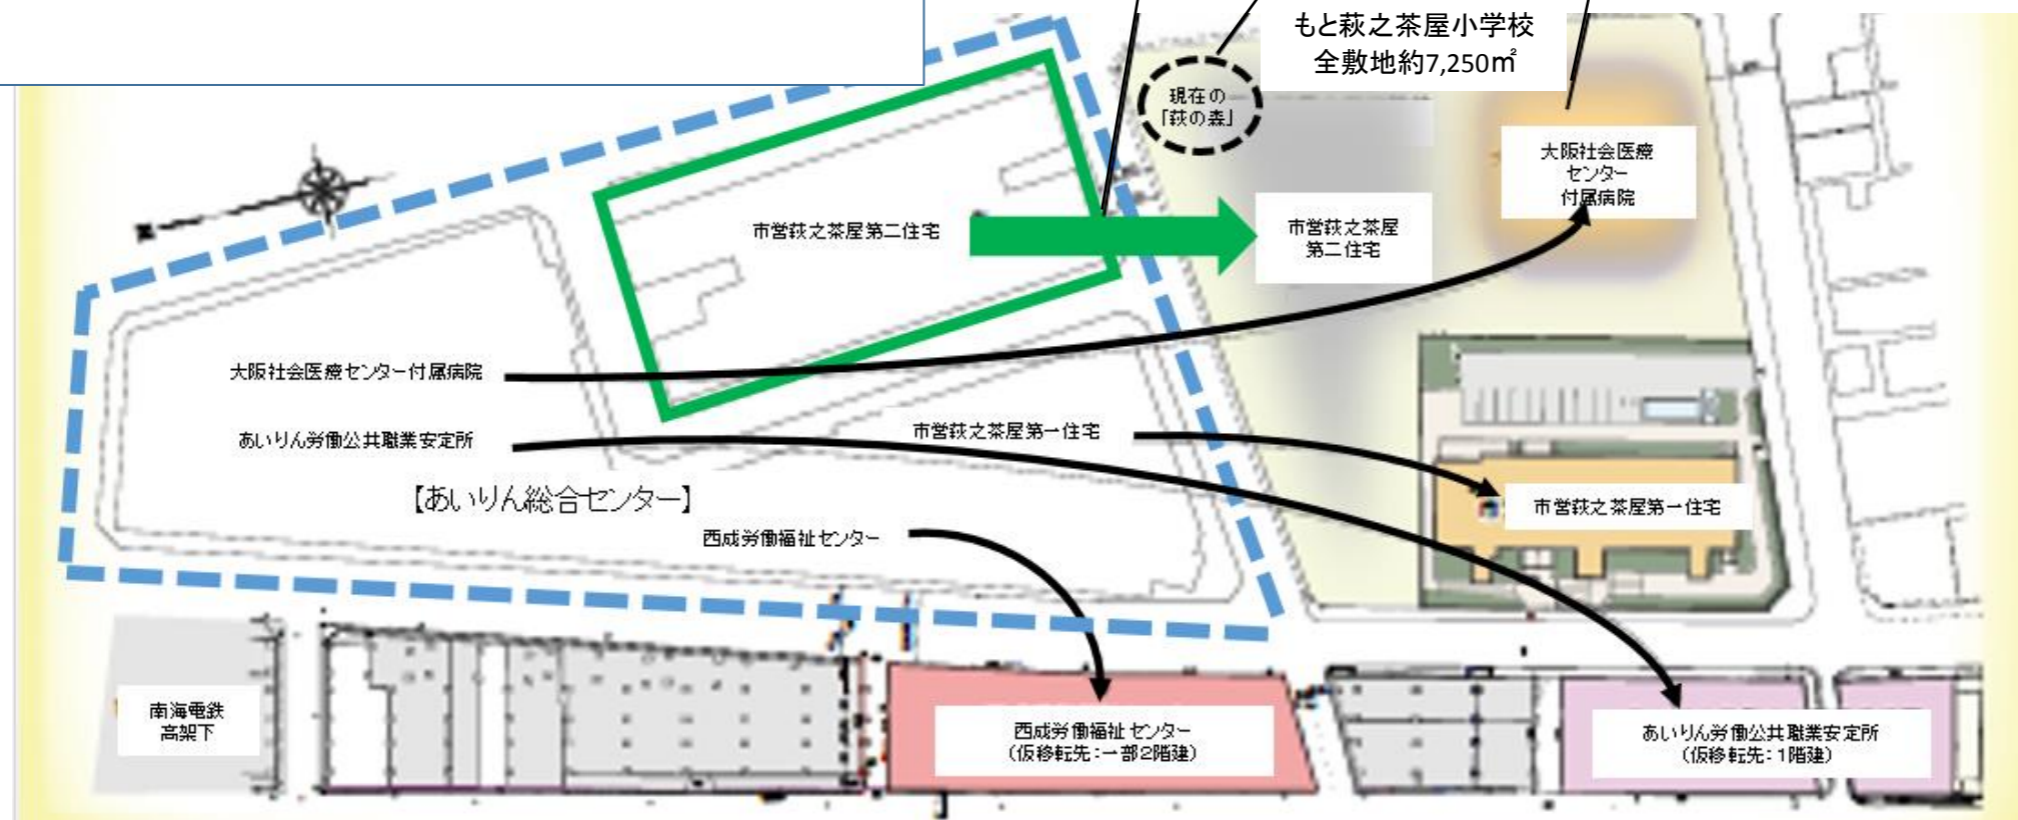 もと萩之茶屋小学校
全敷地約7,250㎡
現在の
「萩の森」
大阪社会医療
センター
付属病院
市営萩之茶屋第二住宅
市営萩之茶屋
第二住宅
大阪社会医療センター付属病院
あいりん労働公共職業安定所
市営萩之茶屋第一住宅
【あいりん総合センター】
市営萩之茶屋第一住宅
西成労働福祉センター
南海電鉄
高架下
西成労働福祉センター
(仮移転先:一部2階建)
あいりん労働公共職業安定所
(仮移転先:1階建)